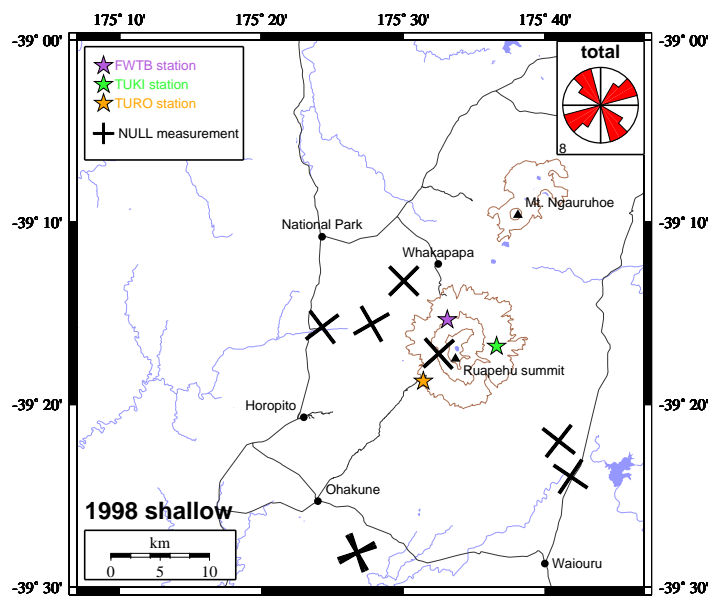 175° 10' 175° 20' 175° 30' 175° 40'
-39° 00' -39° 00'
FWTB station
TUKI station
TURO station
NULL measurement
total
8
-39° 10' -39° 10'
Mt. Ngauruhoe
National Park
Whakapapa
Ruapehu summit
-39° 20' -39° 20'
Horopito
Ohakune
1998 shallow
km
0 5 10
Waiouru
-39° 30' -39° 30'